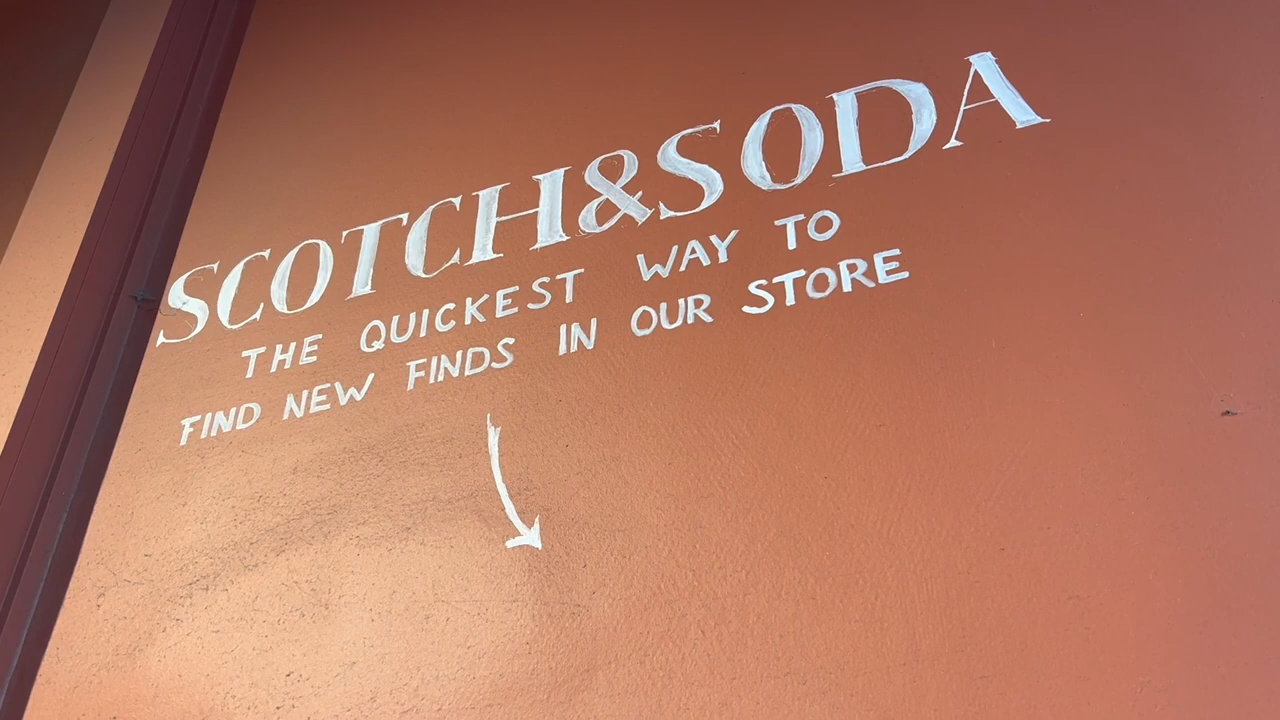 SCOTCH&SODA
THE QUICKEST WAY TO
FIND NEW FINDS IN OUR STORE